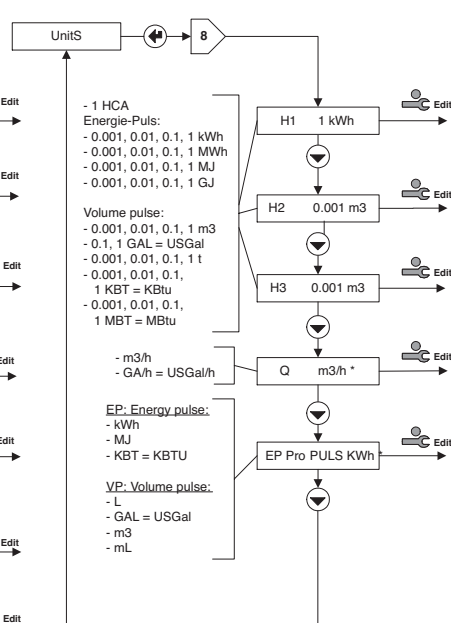 UnitS
8
Edit
- 1 HCA
Energie-Puls:
- 0.001, 0.01, 0.1, 1 kWh
- 0.001, 0.01, 0.1, 1 MWh
- 0.001, 0.01, 0.1, 1 MJ
- 0.001, 0.01, 0.1, 1 GJ
Volume pulse:
- 0.001, 0.01, 0.1, 1 m3
- 0.1, 1 GAL = USGal
- 0.001, 0.01, 0.1, 1 t
- 0.001, 0.01, 0.1,
1 KBT = KBtu
- 0.001, 0.01, 0.1,
1 MBT = MBtu
H1 1 kWh
Edit
Edit
H2 0.001 m3
Edit
Edit
H3 0.001 m3
Edit
Edit
- m3/h
- GA/h = USGal/h
Q m3/h *
Edit
Edit
EP: Energy pulse:
- kWh
- MJ
- KBT = KBTU
VP: Volume pulse:
- L
- GAL = USGal
- m3
- mL
EP Pro PULS KWh *
Edit
Edit
Edit
Edit